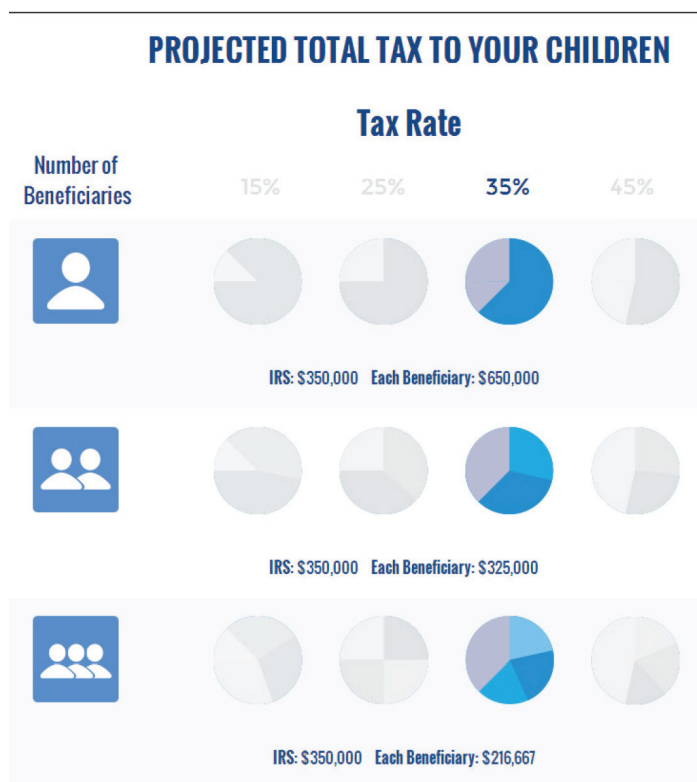 PROJECTED TOTAL TAX TO YOUR CHILDREN
Tax Rate
Number of
Beneficiaries
15% 25% 35% 45%
IRS: $350,000 Each Beneficiary: $650,000
IRS: $350,000 Each Beneficiary: $325,000
IRS: $350,000 Each Beneficiary: $216,667